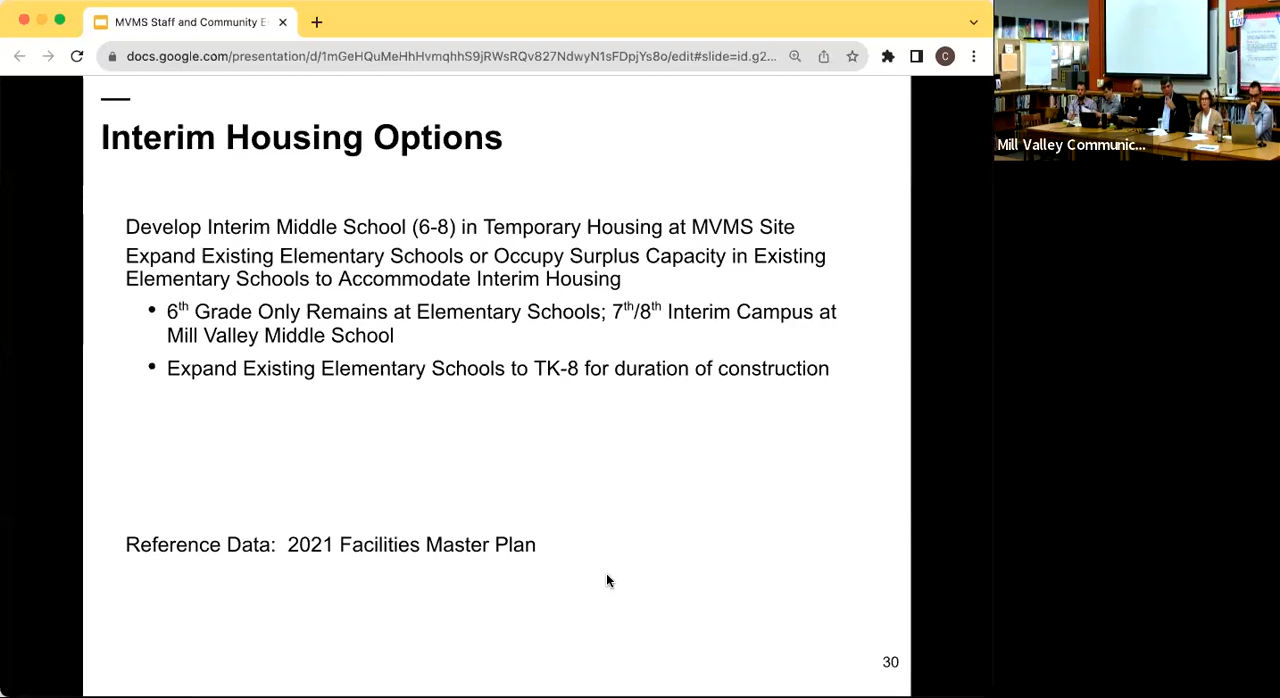 MVMS Staff and Community E
docs.google.com/presentation/d/1mGeHQuMeHhHvmqhhS9jRWsRQv827NdwyN1sFDpjYs8o/edit#slide=id.g2...
C
Interim Housing Options
Develop Interim Middle School (6-8) in Temporary Housing at MVMS Site
Expand Existing Elementary Schools or Occupy Surplus Capacity in Existing
Elementary Schools to Accommodate Interim Housing
• 6th Grade Only Remains at Elementary Schools; 7th/8th Interim Campus at
Mill Valley Middle School
• Expand Existing Elementary Schools to TK-8 for duration of construction
Reference Data: 2021 Facilities Master Plan
30
Mill Valley Communic...